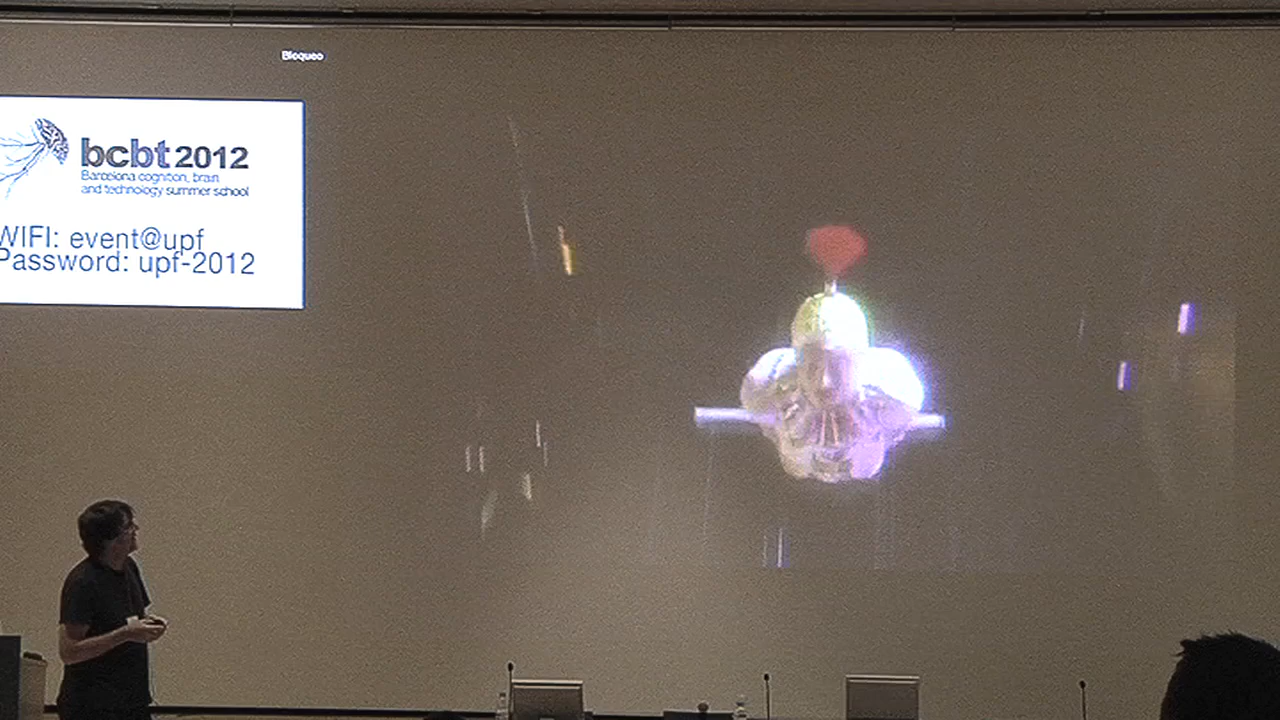 Bloqueo
bcbt 2012
Barcelona cognition, brain
and technology summer school
WIFI: event@upf
Password: upf-2012